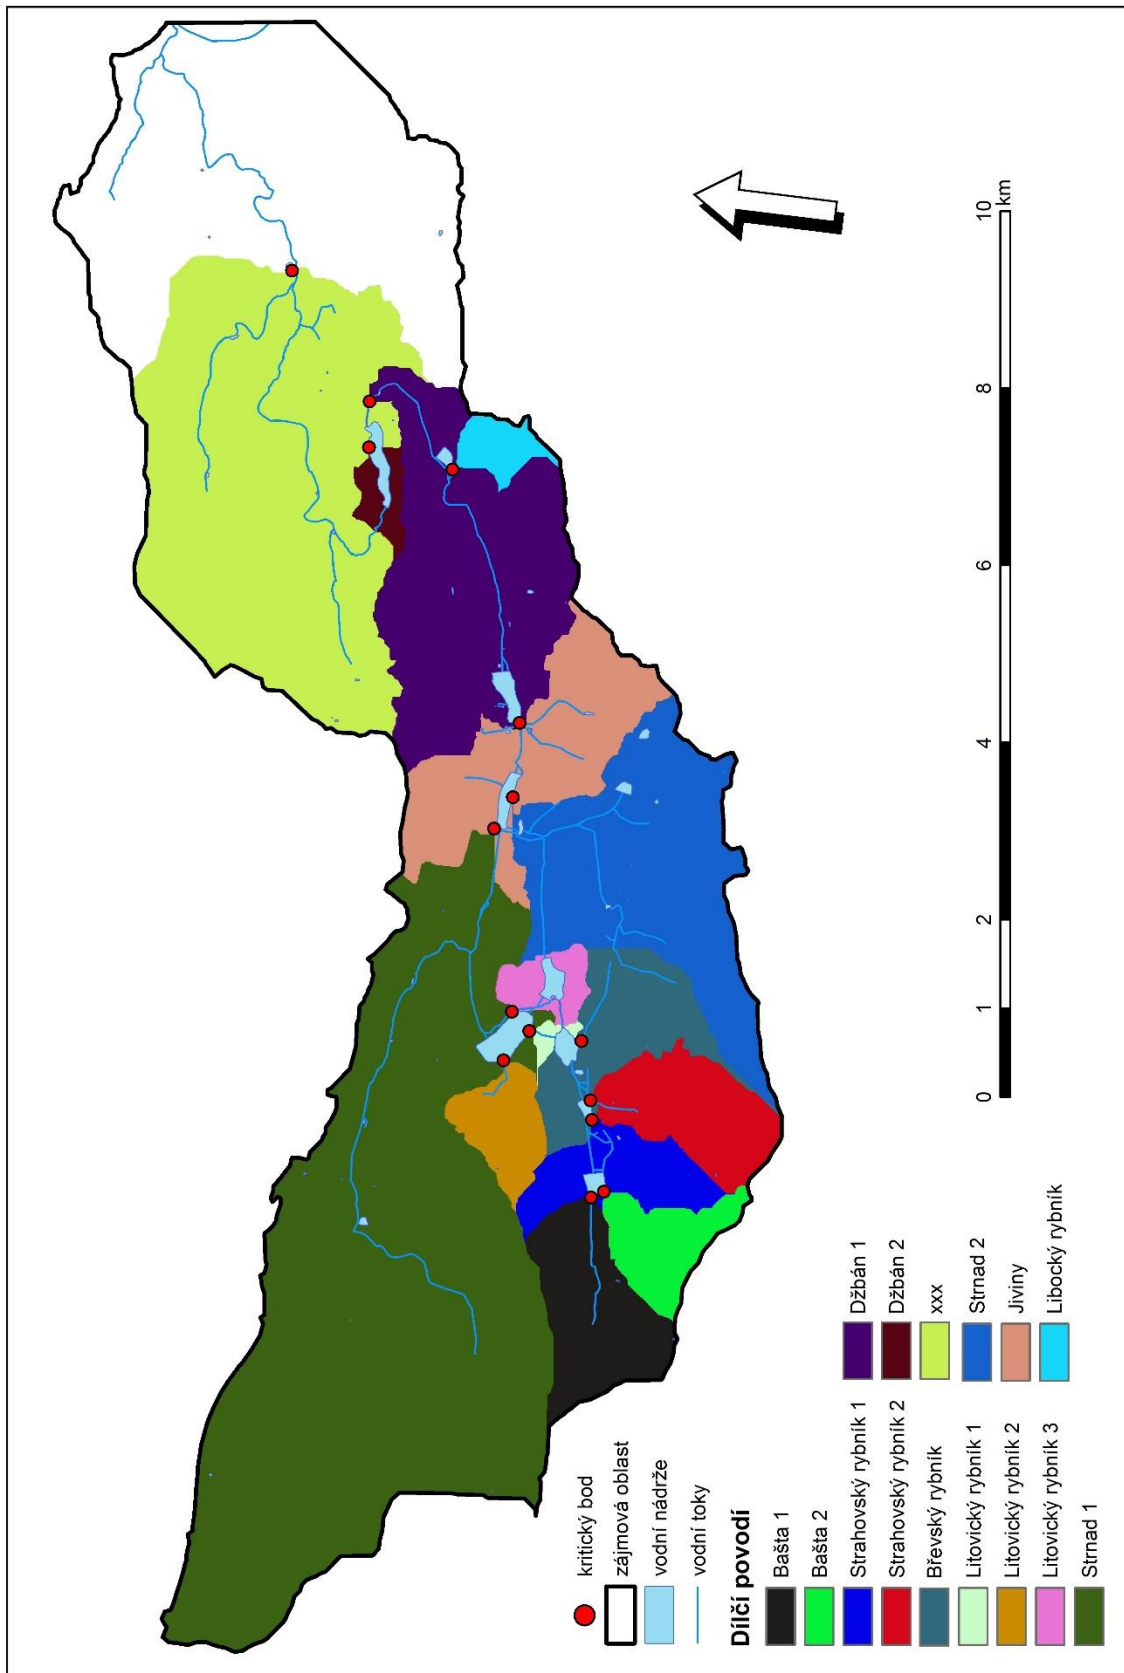 kritický bod
zájmová oblast
vodní nádrže
vodní toky
Dílčí povodí
Bašta 1
Bašta 2
Strahovský rybník 1
Strahovský rybník 2
Břevský rybník
Litovický rybník 1
Litovický rybník 2
Litovický rybník 3
Strnad 1
Džbán 1
Džbán 2
xxx
Strnad 2
Jiviny
Libocký rybník
0 1 2 4 6 8 10
km